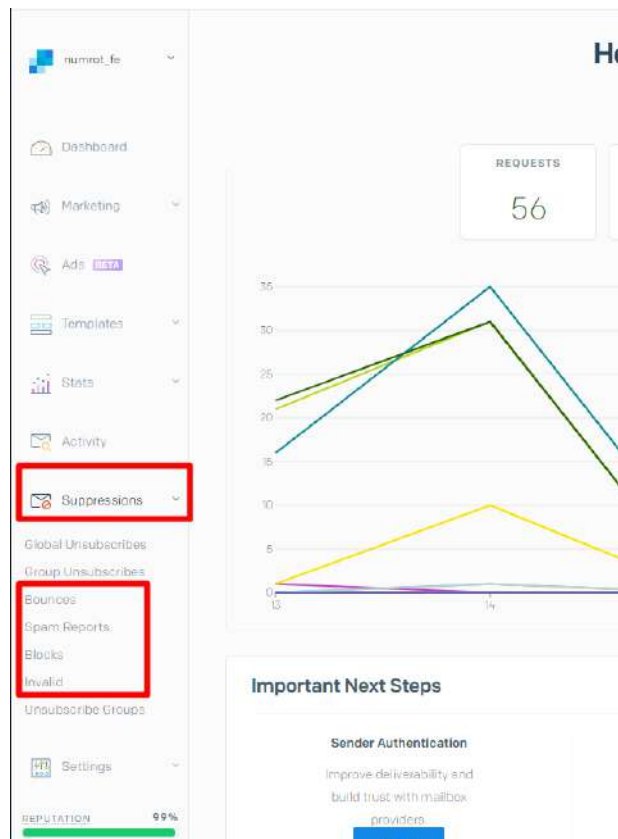 numrot_fe
He
Dashboard
Marketing
Ads BETA
Templates
Stats
Activity
Suppressions
Global Unsubscribes
Group Unsubscribes
Bounces
Spam Reports
Blocks
Invalid
Unsubscribe Groups
Settings
REPUTATION 99%
REQUESTS
56
35
30
25
20
15
10
5
0
13 14
Important Next Steps
Sender Authentication
Improve deliverability and
build trust with mailbox
providers.